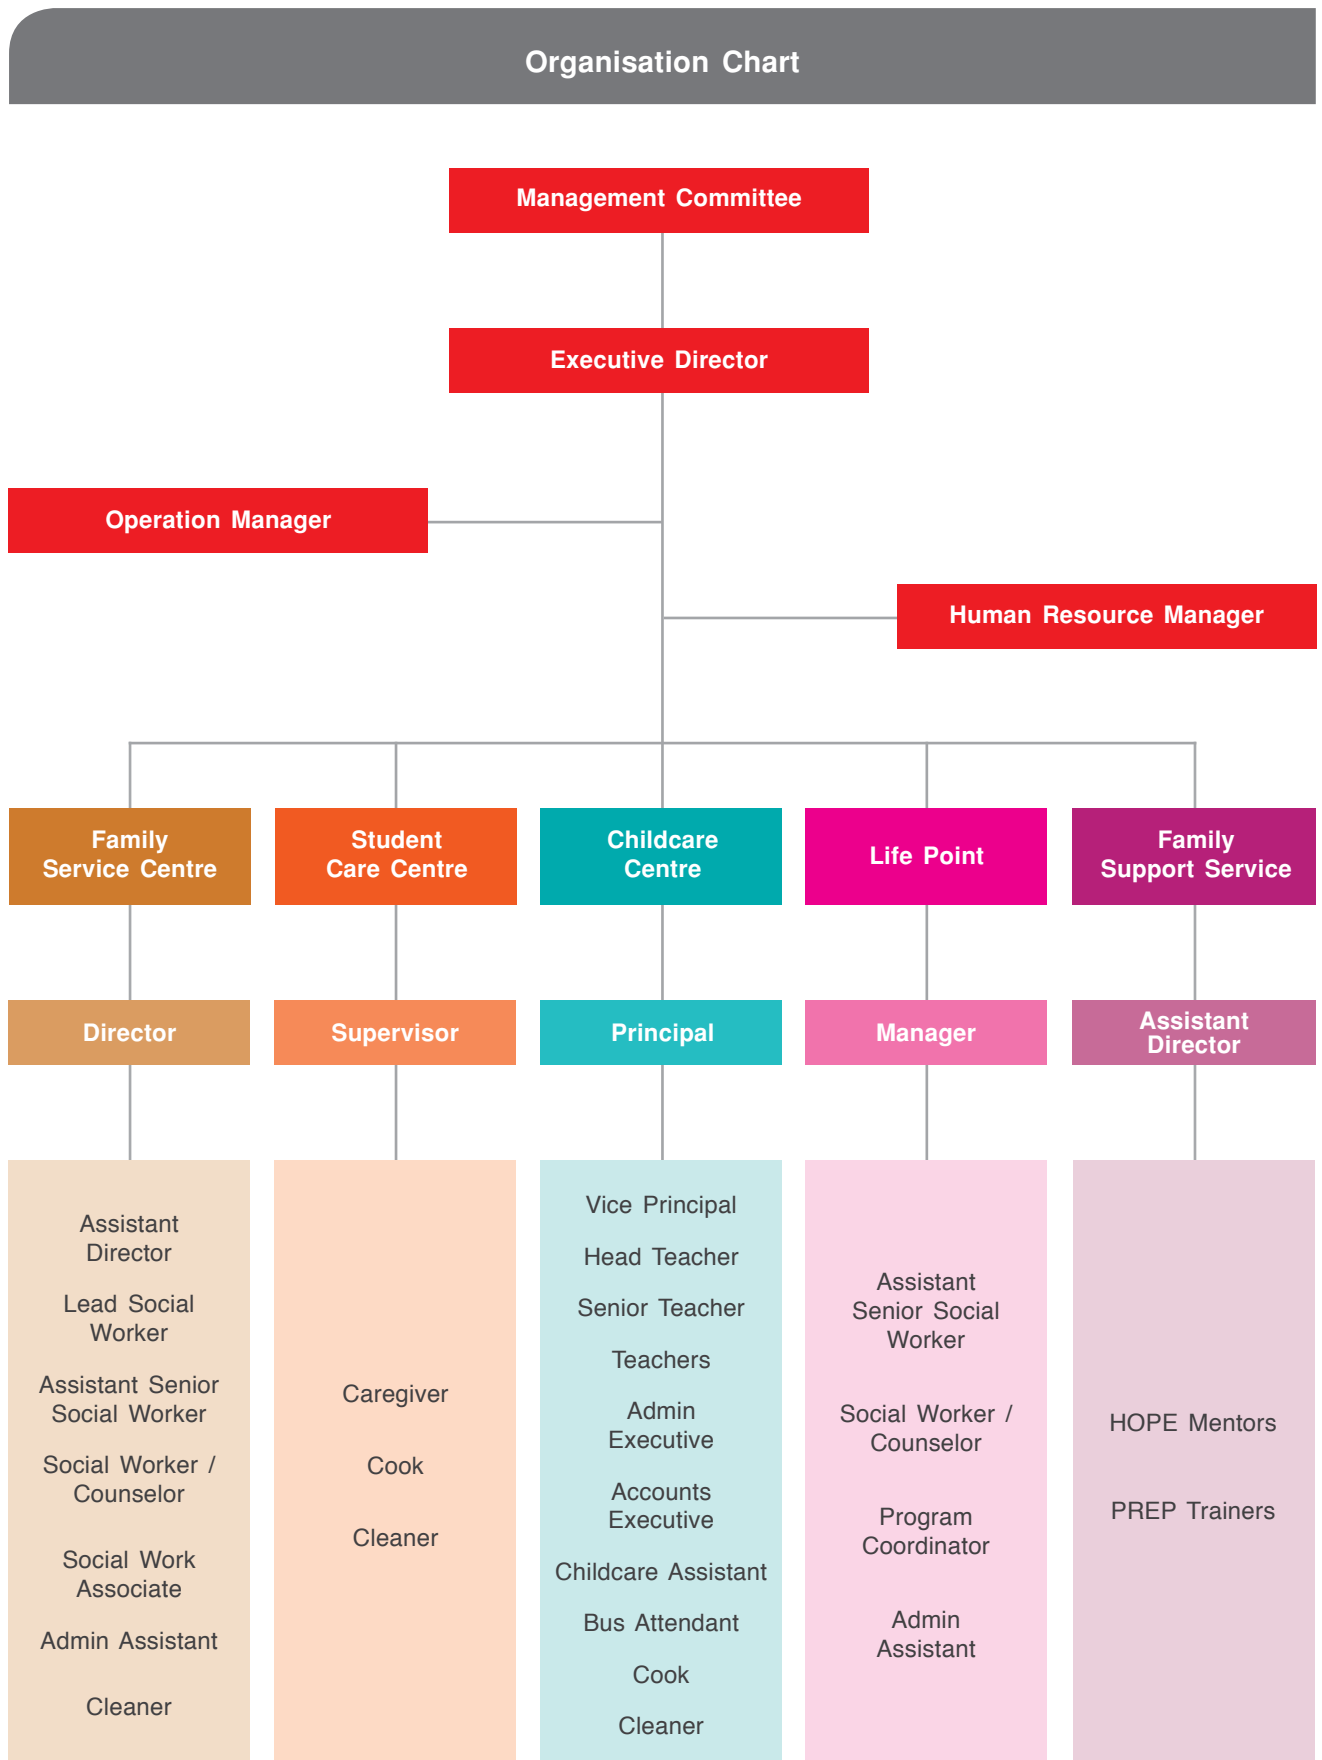 Organisation Chart
Management Committee
Executive Director
Operation Manager
Human Resource Manager
Family
Service Centre
Student
Care Centre
Childcare
Centre
Life Point
Family
Support Service
Director
Supervisor
Principal
Manager
Assistant
Director
Assistant
Director
Lead Social
Worker
Assistant Senior
Social Worker
Social Worker /
Counselor
Social Work
Associate
Admin Assistant
Cleaner
Caregiver
Cook
Cleaner
Vice Principal
Head Teacher
Senior Teacher
Teachers
Admin
Executive
Accounts
Executive
Childcare Assistant
Bus Attendant
Cook
Cleaner
Assistant
Senior Social
Worker
Social Worker /
Counselor
Program
Coordinator
Admin
Assistant
HOPE Mentors
PREP Trainers